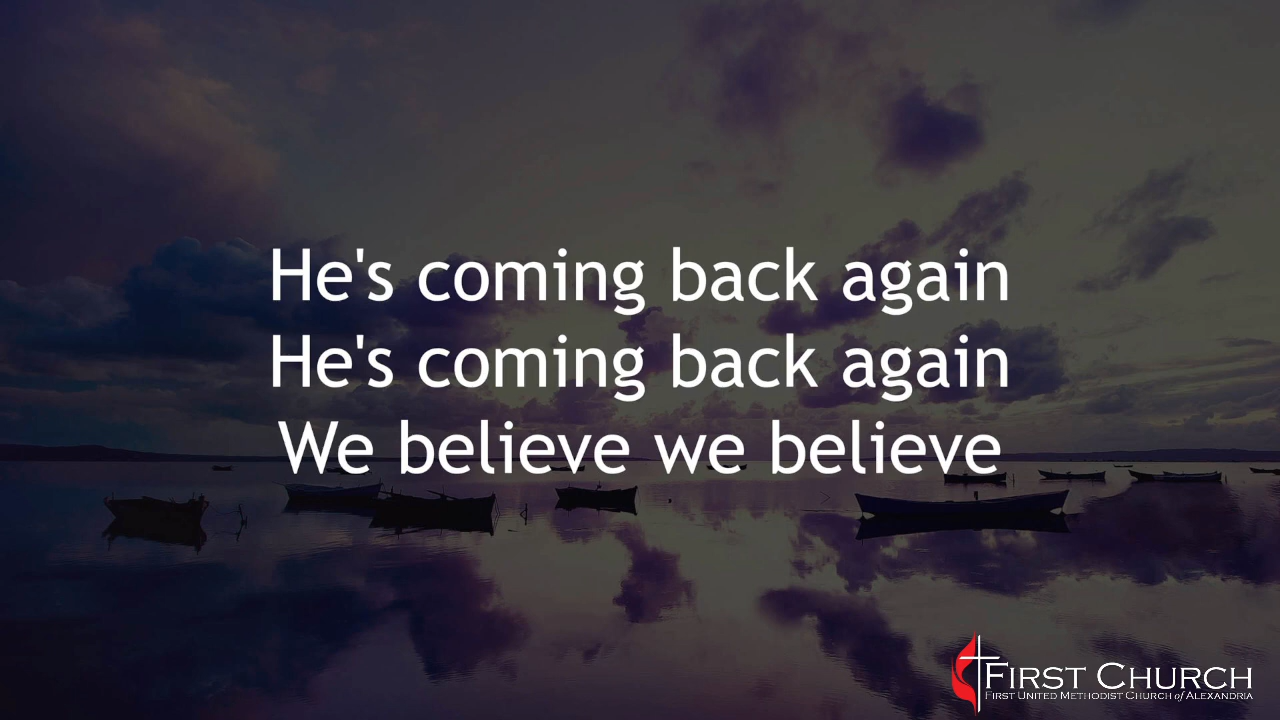 He's coming back again
He's coming back again
We believe we believe
FIRST CHURCH
FIRST UNITED METHODIST CHURCH of ALEXANDRIA